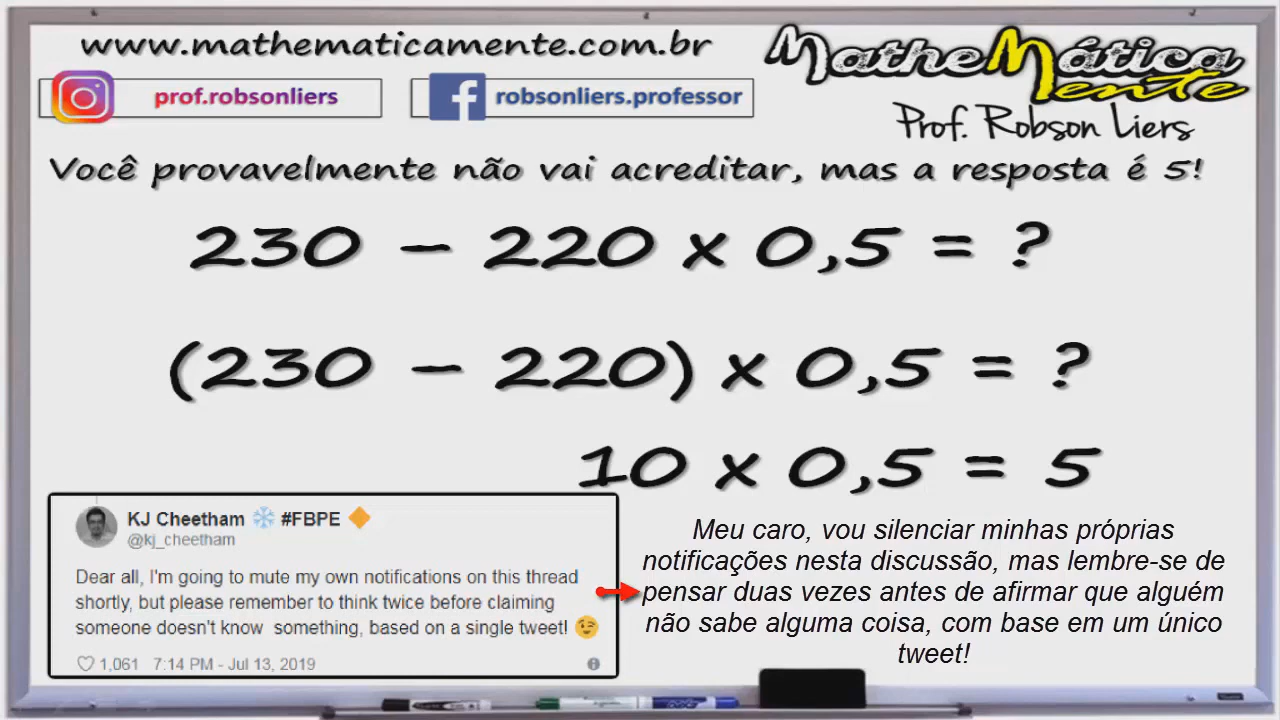 www.mathematicamente.com.br
MatheMática
mente
prof.robsonliers
robsonliers.professor
Prof. Robson Liers
Você provavelmente não vai acreditar, mas a resposta é 5!
230 – 220 x 0,5 = ?
(230 – 220) x 0,5 = ?
10 x 0,5 = 5
KJ Cheetham ❄️ #FBPE 🔶
@kj_cheetham
Dear all, I'm going to mute my own notifications on this thread
shortly, but please remember to think twice before claiming
someone doesn't know something, based on a single tweet! 😉
1,061 7:14 PM - Jul 13, 2019
Meu caro, vou silenciar minhas próprias
notificações nesta discussão, mas lembre-se de
pensar duas vezes antes de afirmar que alguém
não sabe alguma coisa, com base em um único
tweet!